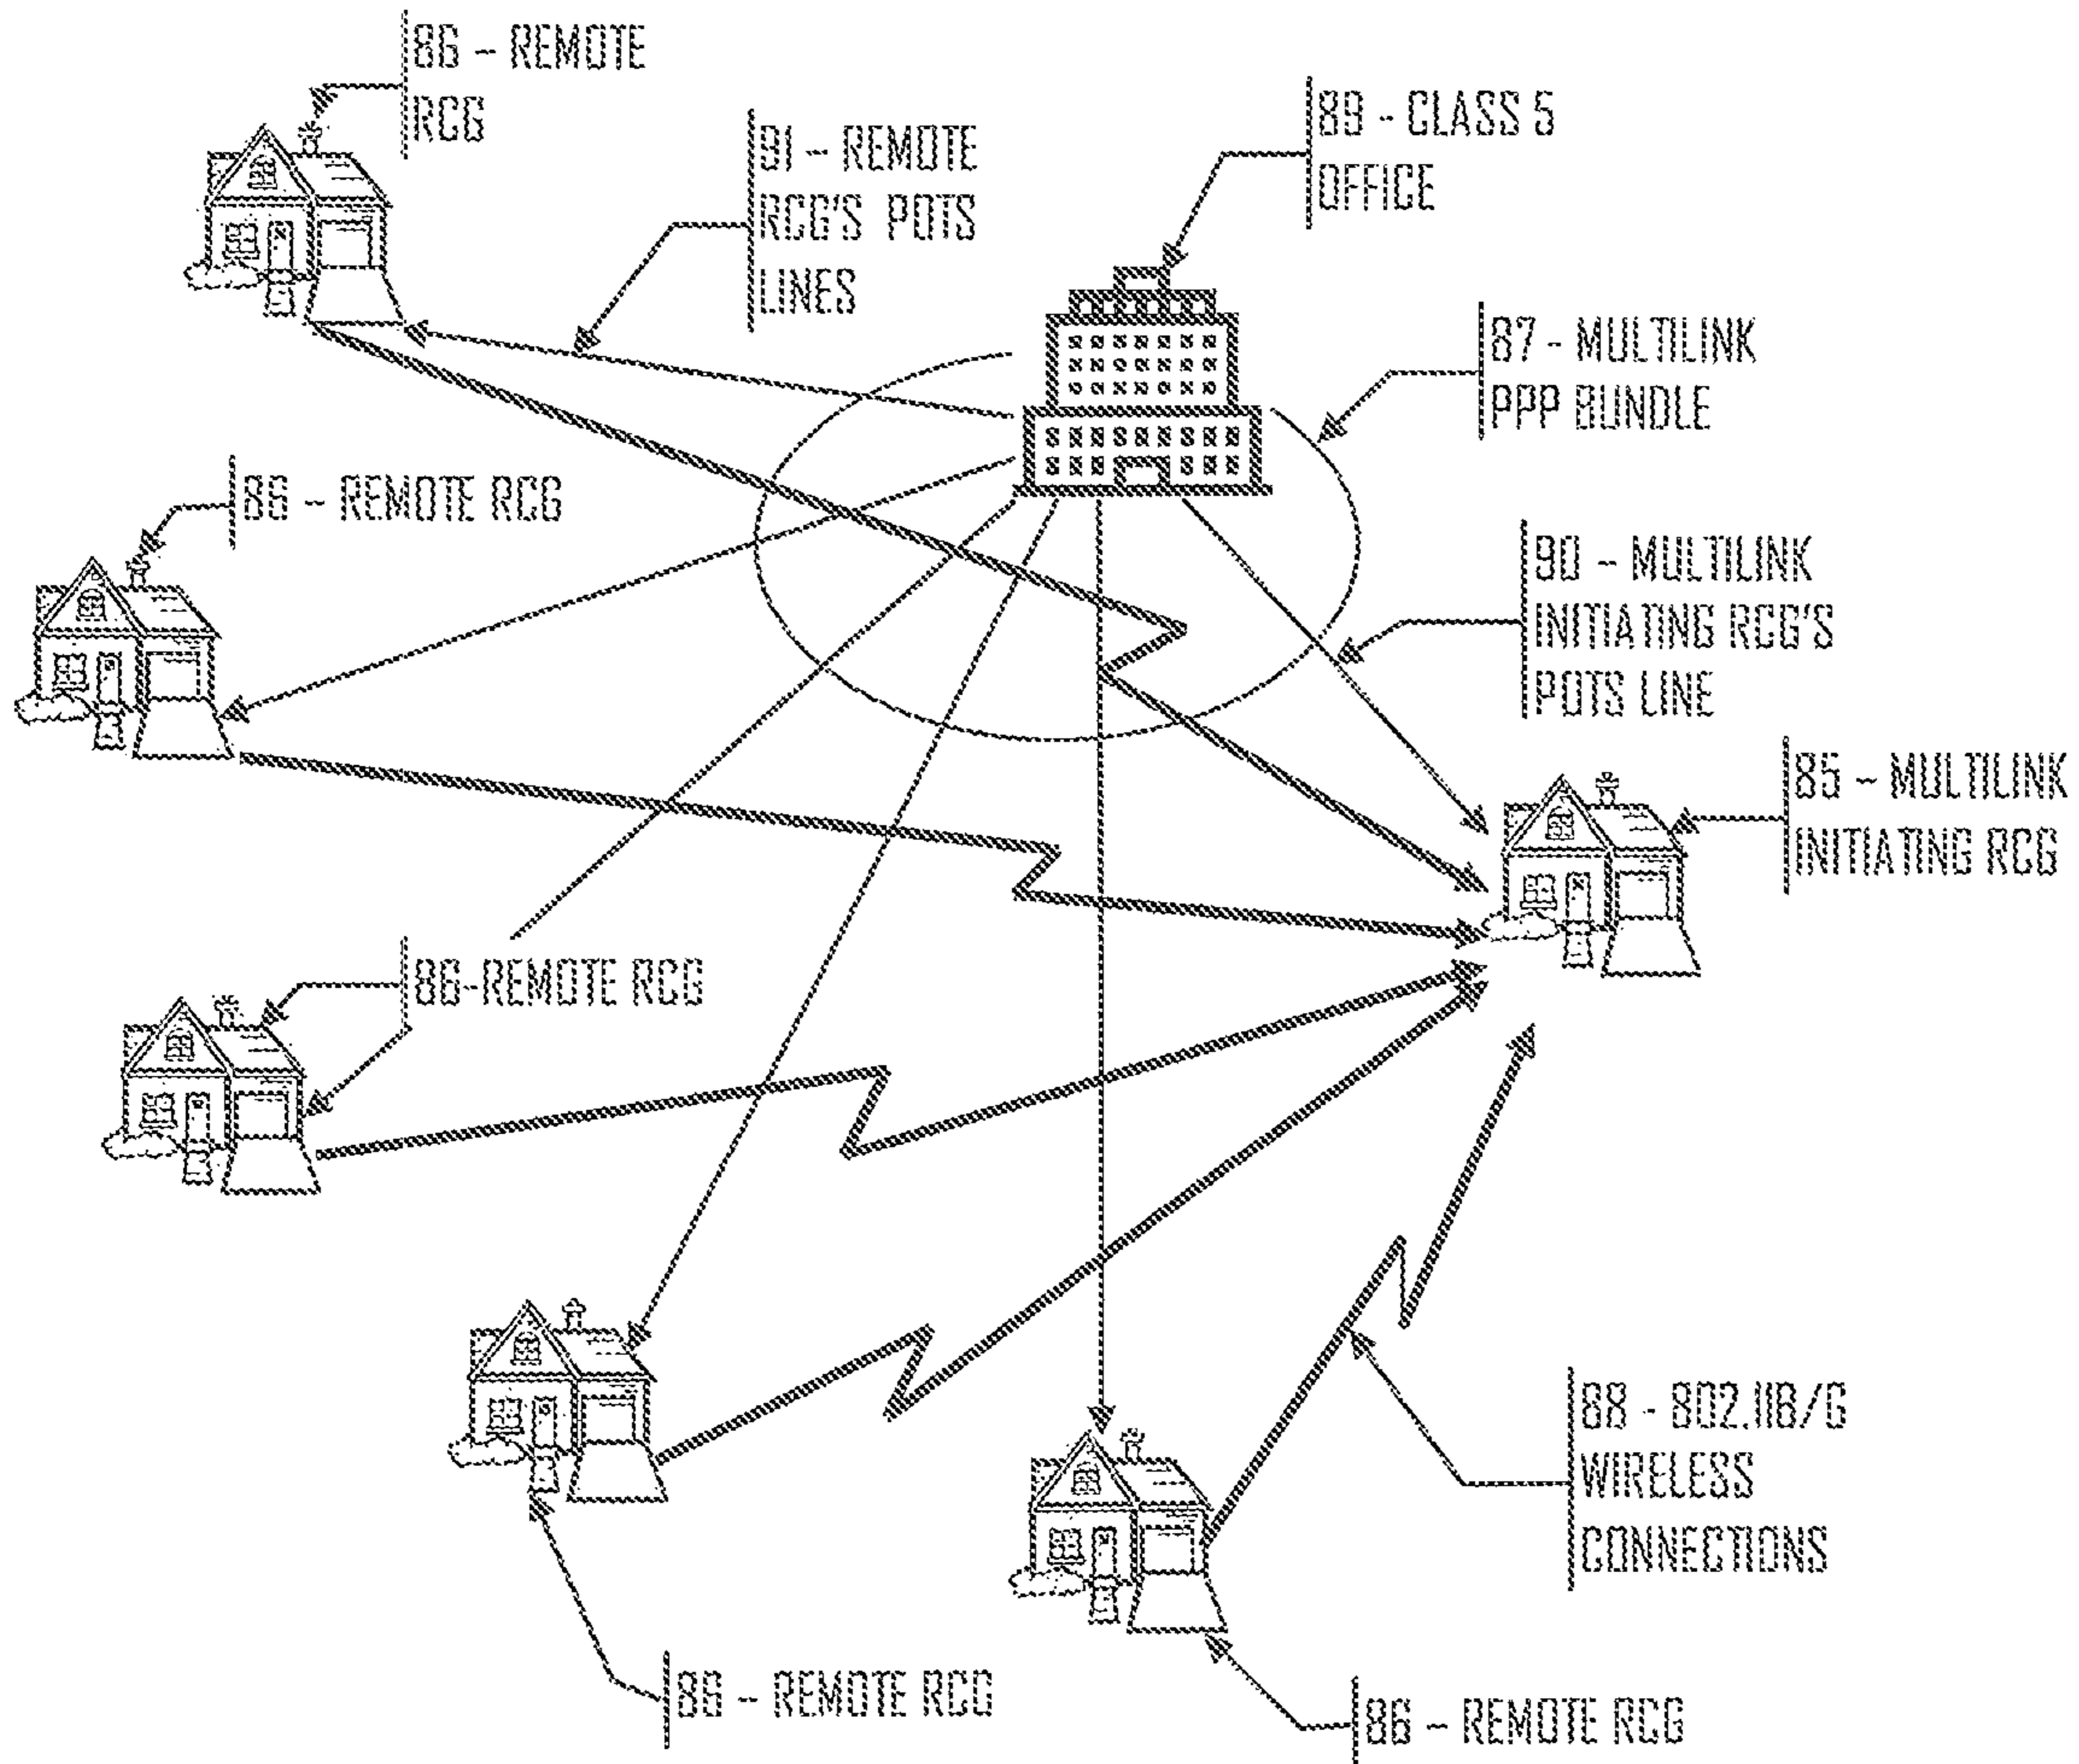 86 - REMOTE
RCG
91 - REMOTE
RCG'S POTS
LINES
89 - CLASS 5
OFFICE
87 - MULTILINK
PPP BUNDLE
86 - REMOTE RCG
90 - MULTILINK
INITIATING RCG'S
POTS LINE
85 - MULTILINK
INITIATING RCG
86-REMOTE RCG
88 - 802.11B/G
WIRELESS
CONNECTIONS
86 - REMOTE RCG
86 - REMOTE RCG